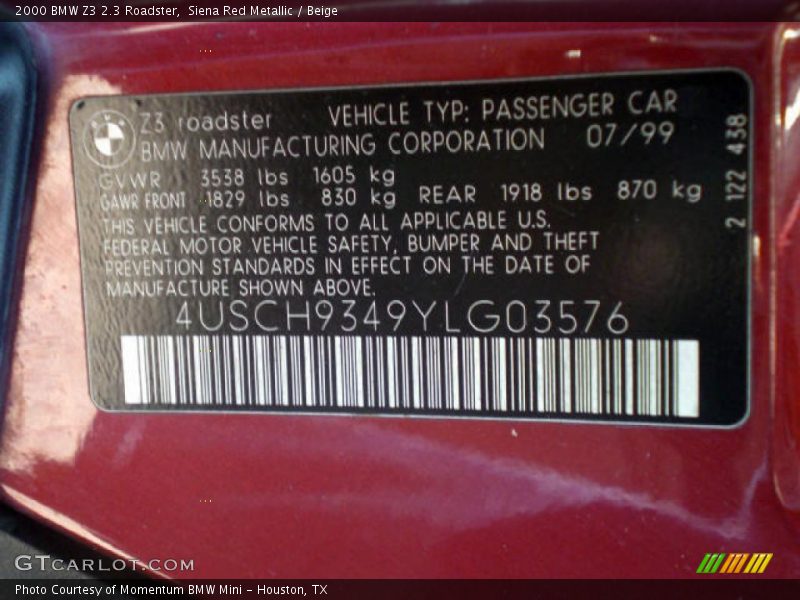 2000 BMW Z3 2.3 Roadster, Siena Red Metallic / Beige
Z3 roadster VEHICLE TYP: PASSENGER CAR
BMW MANUFACTURING CORPORATION 07/99
GVWR 3538 lbs 1605 kg
GAWR FRONT 1829 lbs 830 kg REAR 1918 lbs 870 kg
THIS VEHICLE CONFORMS TO ALL APPLICABLE U.S.
FEDERAL MOTOR VEHICLE SAFETY, BUMPER AND THEFT
PREVENTION STANDARDS IN EFFECT ON THE DATE OF
MANUFACTURE SHOWN ABOVE.
4USCH9349YLG03576
2 122 438
GTCARLOT.COM
Photo Courtesy of Momentum BMW Mini - Houston, TX